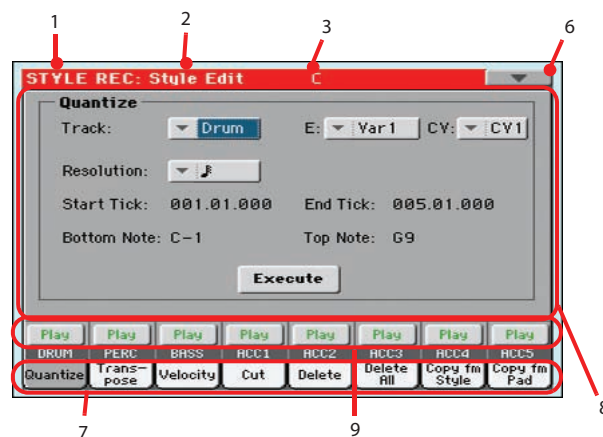 1 2 3 6
STYLE REC: Style Edit C
Quantize
Track: Drum E: Var1 CV: CV1
Resolution:
Start Tick: 001.01.000 End Tick: 005.01.000
Bottom Note: C-1 Top Note: G9
Execute
Play Play Play Play Play Play Play Play
DRUM PERC BASS ACC1 ACC2 ACC3 ACC4 ACC5
Quantize Trans-pose Velocity Cut Delete Delete All Copy fm Style Copy fm Pad
7 9 8